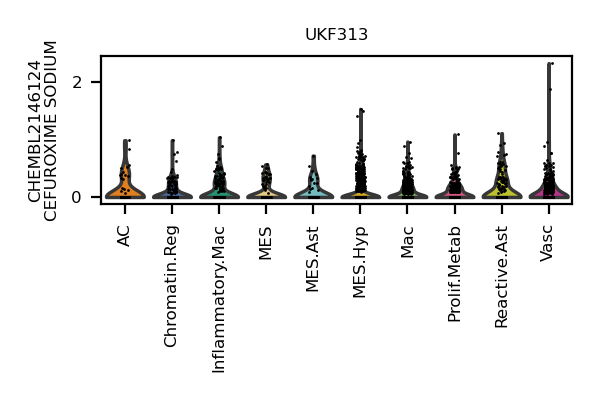 UKF313
CHEMBL2146124
CEFUROXIME SODIUM
2
0
AC
Chromatin.Reg
Inflammatory.Mac
MES
MES.Ast
MES.Hyp
Mac
Prolif.Metab
Reactive.Ast
Vasc